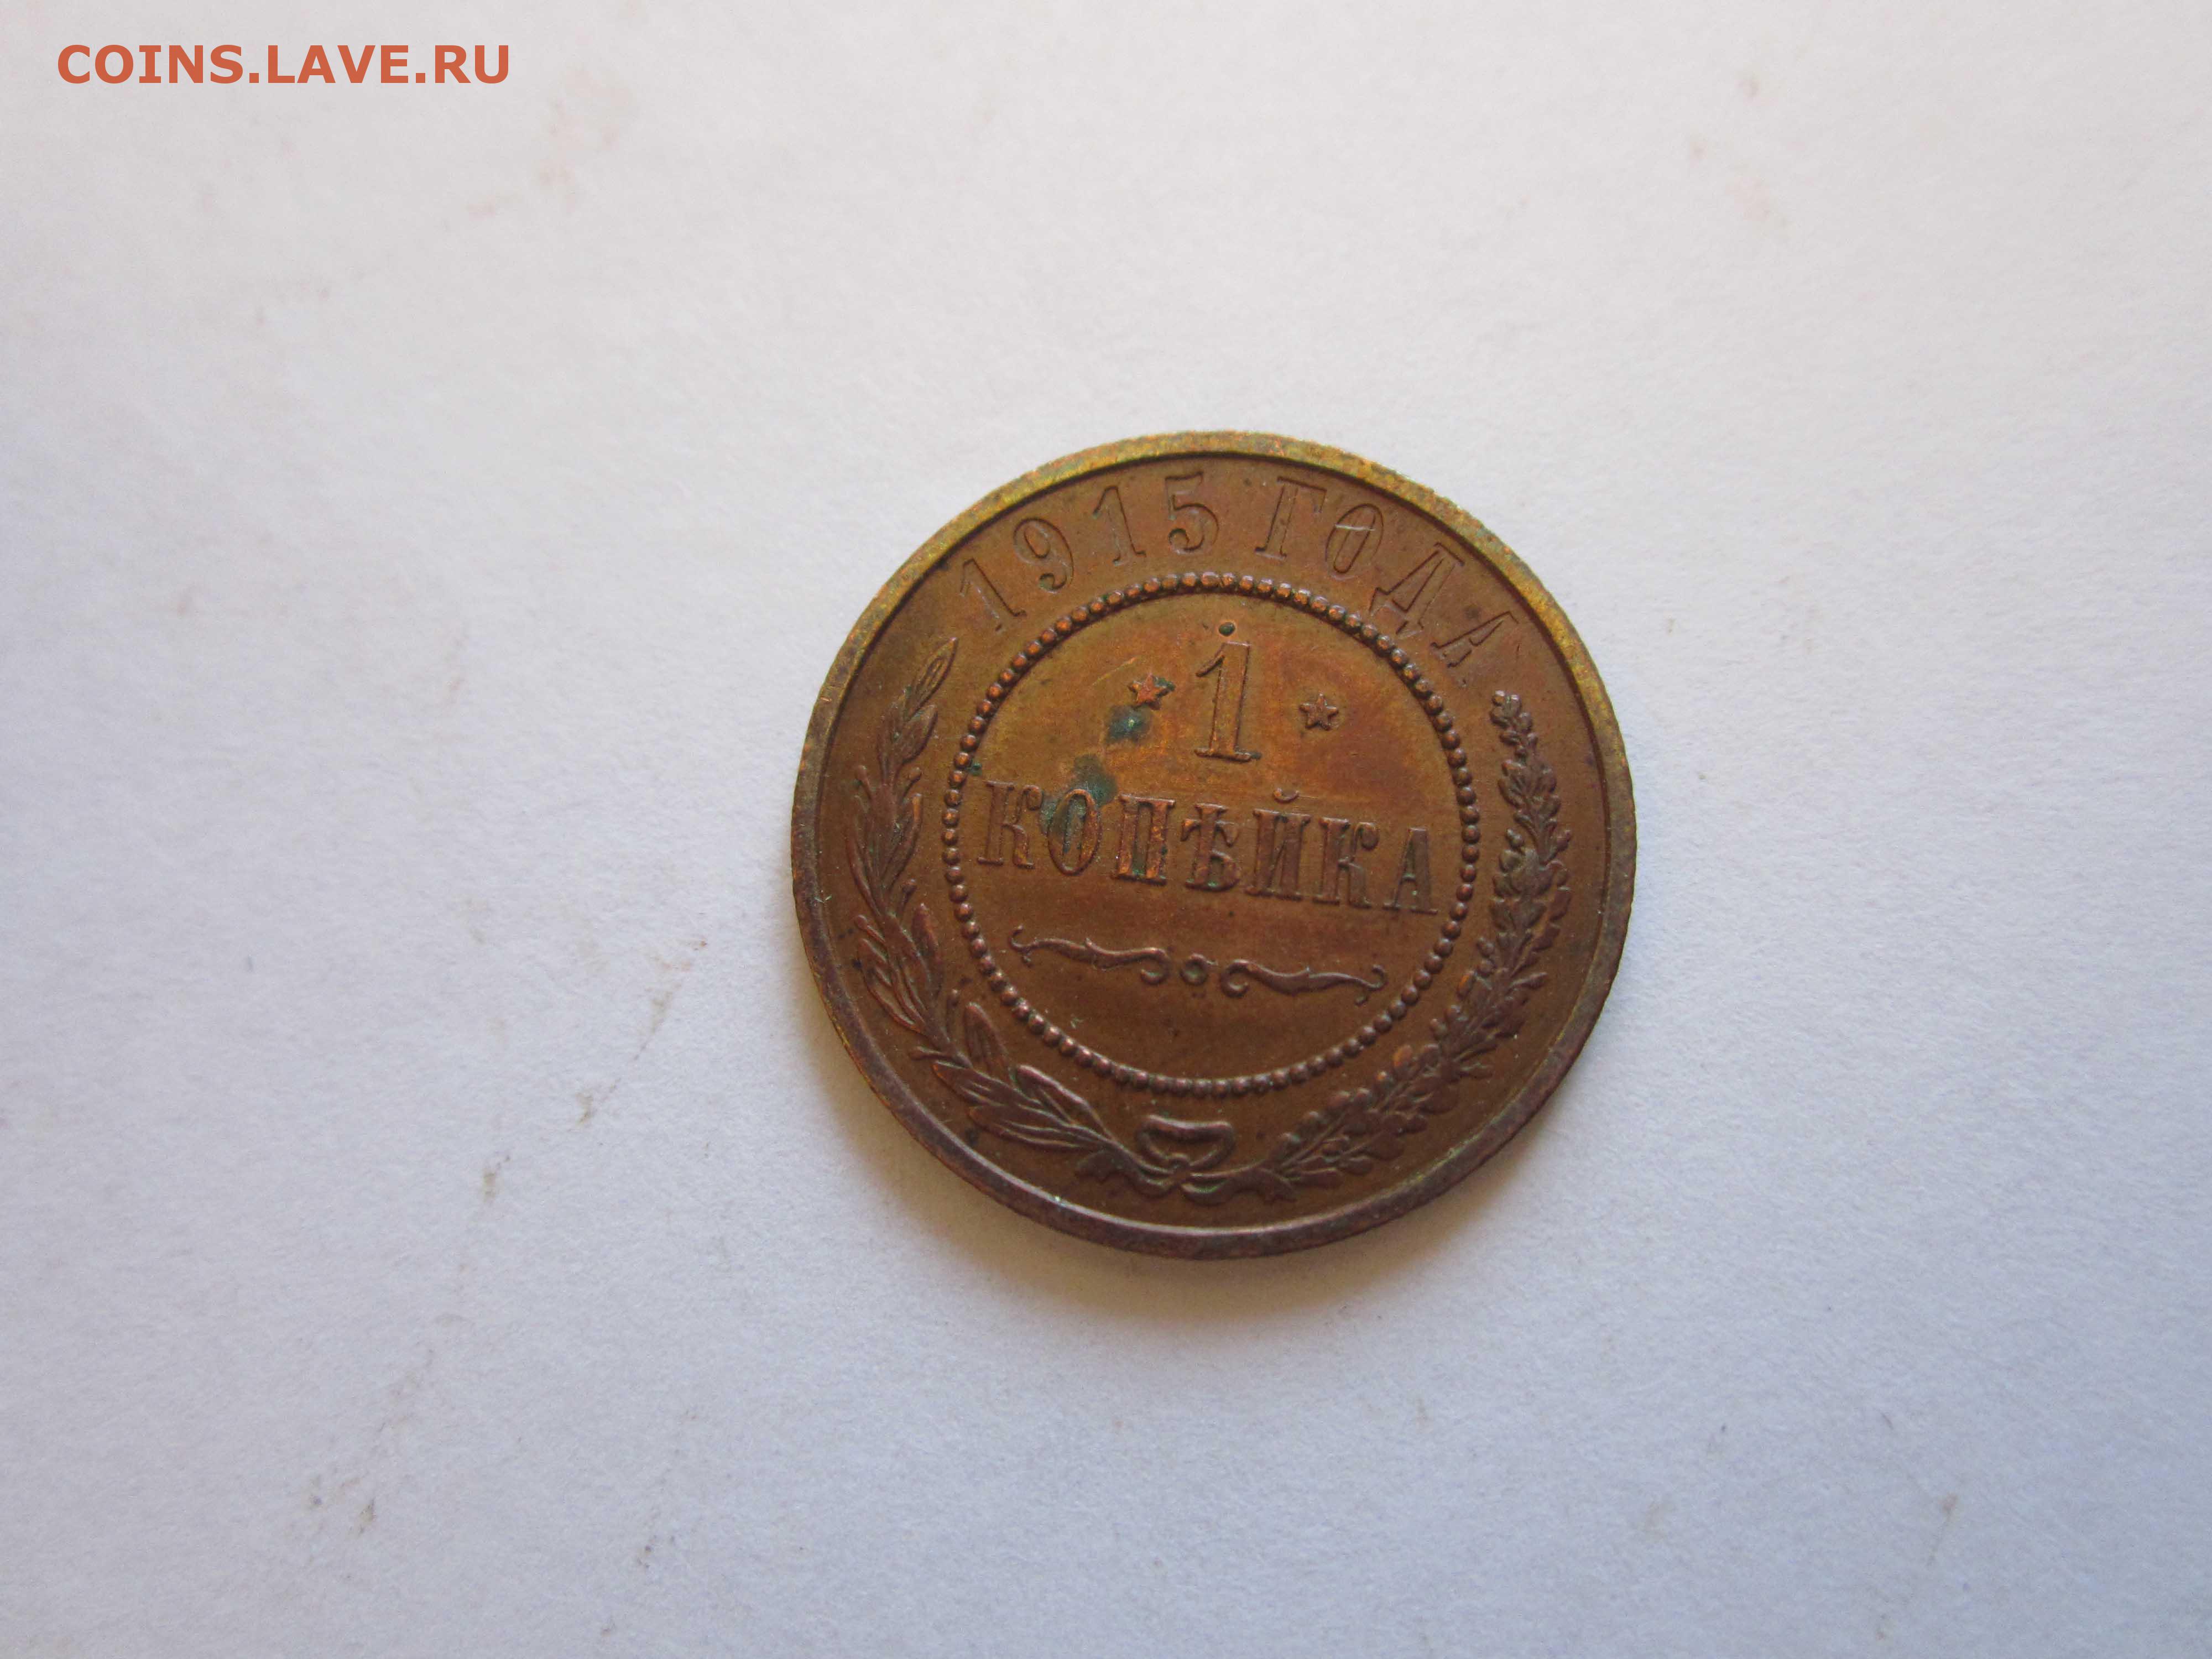 COINS.LAVE.RU
1915 ГОДА
1
КОПѢЙКА